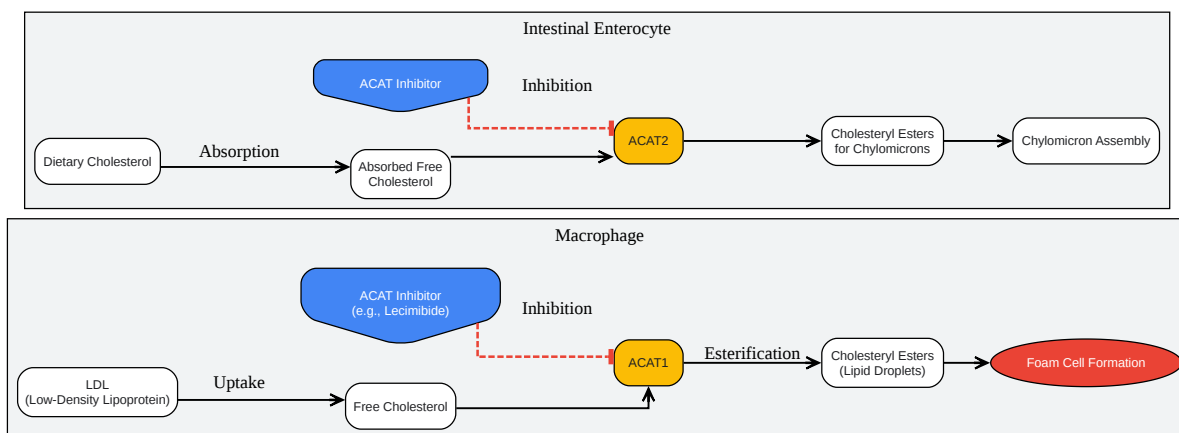 Intestinal Enterocyte
ACAT Inhibitor
Inhibition
Dietary Cholesterol
Absorption
Absorbed Free
Cholesterol
ACAT2
Cholesteryl Esters
for Chylomicrons
Chylomicron Assembly
Macrophage
ACAT Inhibitor
(e.g., Lecimibide)
Inhibition
LDL
(Low-Density Lipoprotein)
Uptake
Free Cholesterol
ACAT1
Esterification
Cholesteryl Esters
(Lipid Droplets)
Foam Cell Formation